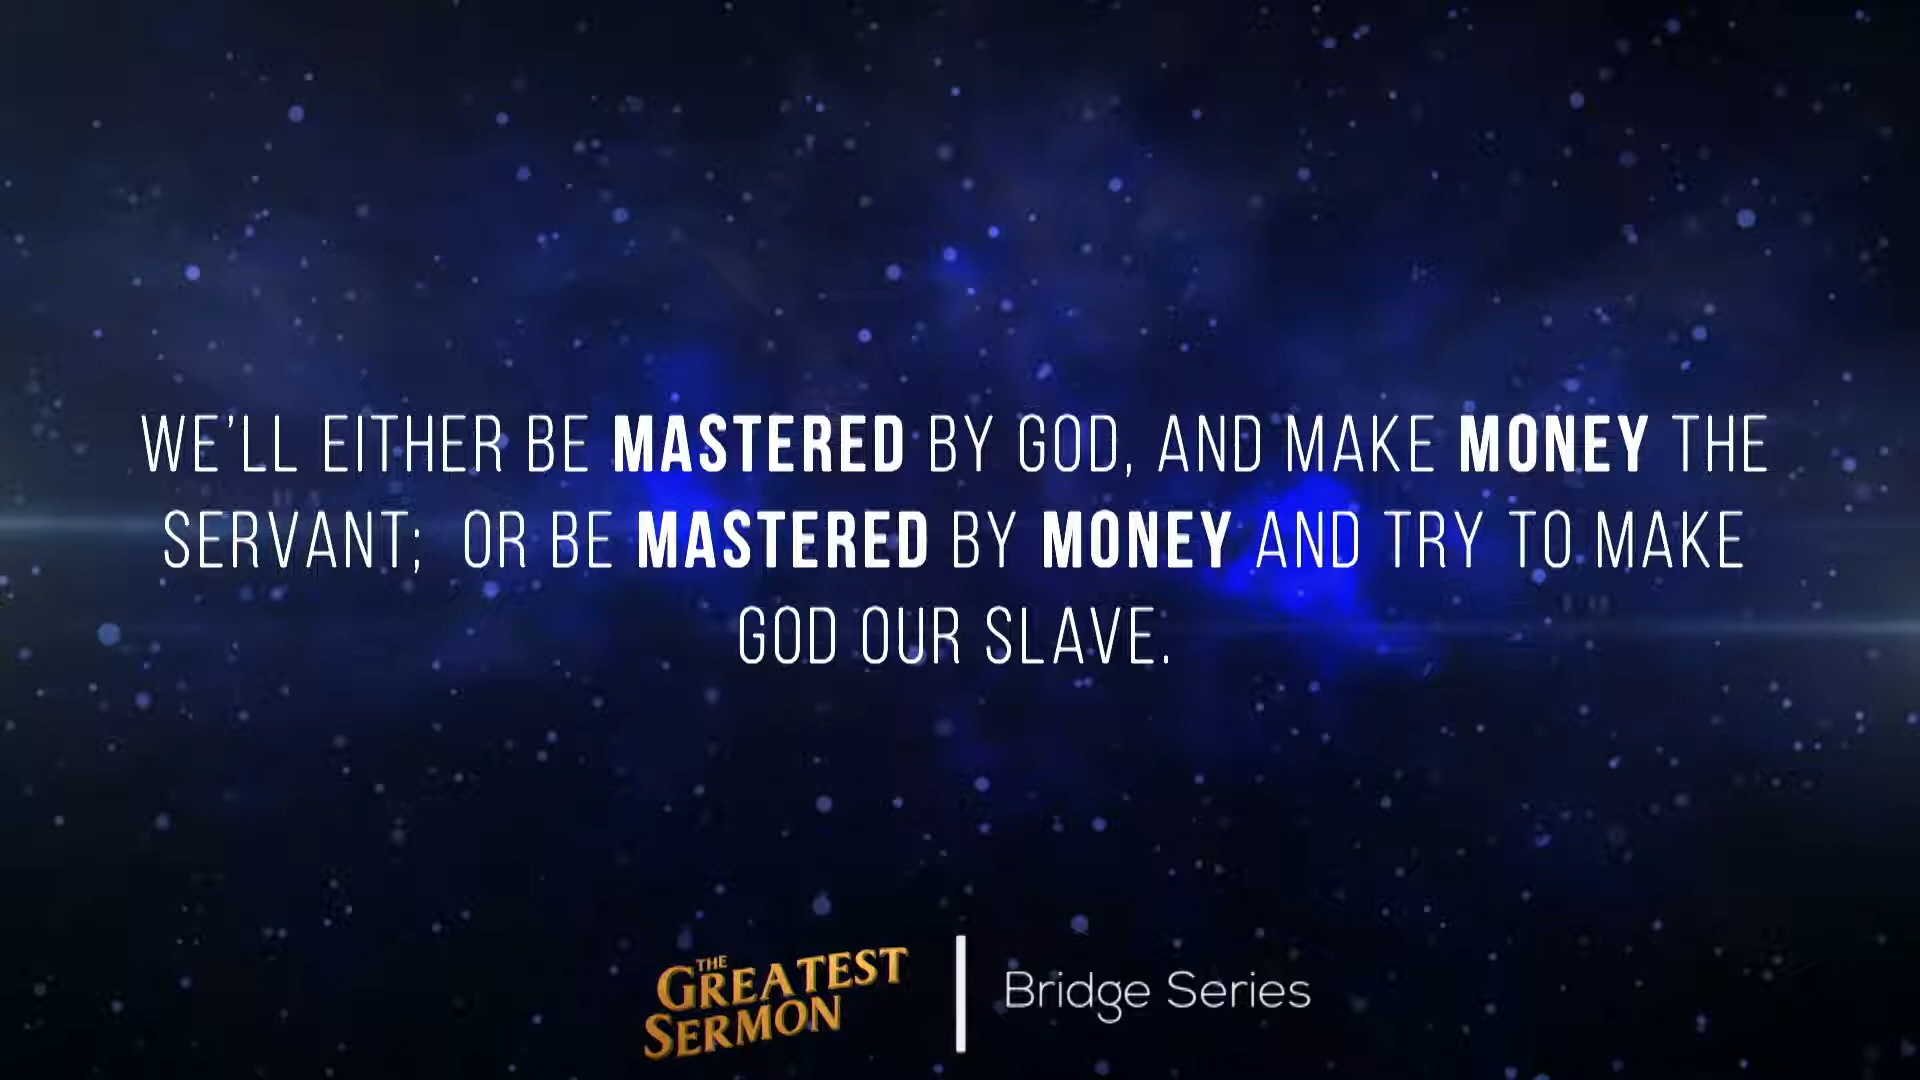 WE'LL EITHER BE MASTERED BY GOD, AND MAKE MONEY THE
SERVANT; OR BE MASTERED BY MONEY AND TRY TO MAKE
GOD OUR SLAVE.
THE
GREATEST
SERMON
Bridge Series